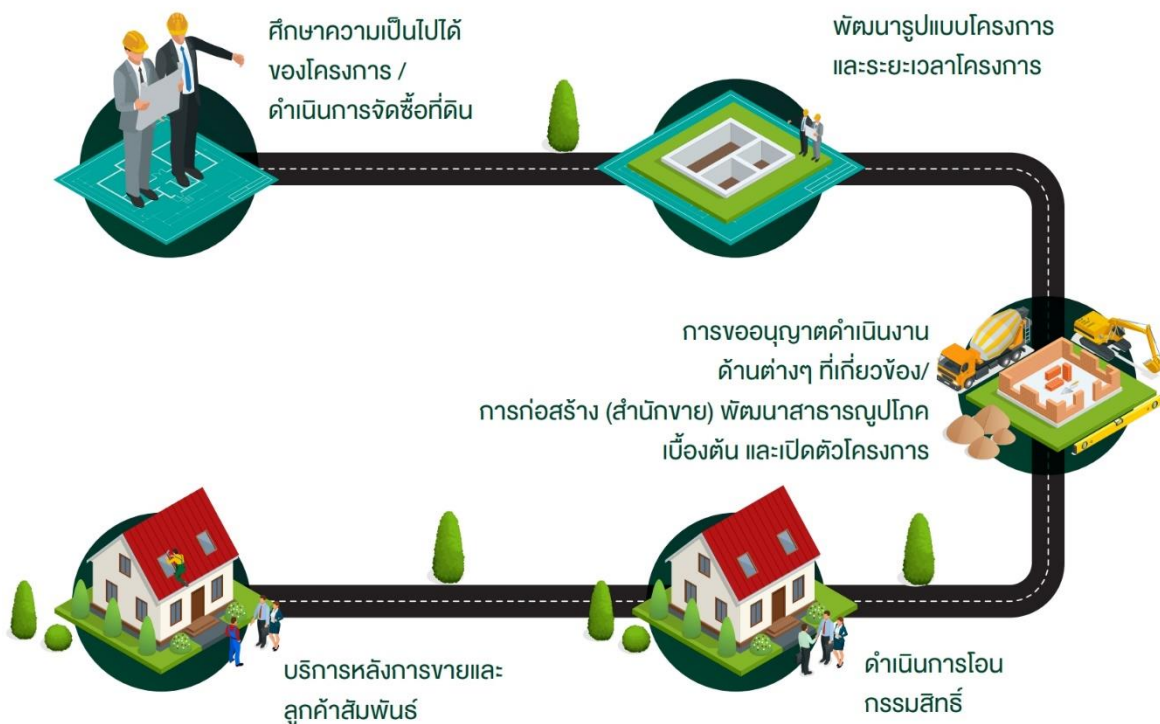 ศึกษาความเป็นไปได้
ของโครงการ /
ดำเนินการจัดซื้อที่ดิน
พัฒนารูปแบบโครงการ
และระยะเวลาโครงการ
การขออนุญาตดำเนินงาน
ด้านต่างๆ ที่เกี่ยวข้อง/
การก่อสร้าง (สำนักขาย) พัฒนาสาธารณูปโภค
เบื้องต้น และเปิดตัวโครงการ
ดำเนินการโอน
กรรมสิทธิ์
บริการหลังการขายและ
ลูกค้าสัมพันธ์